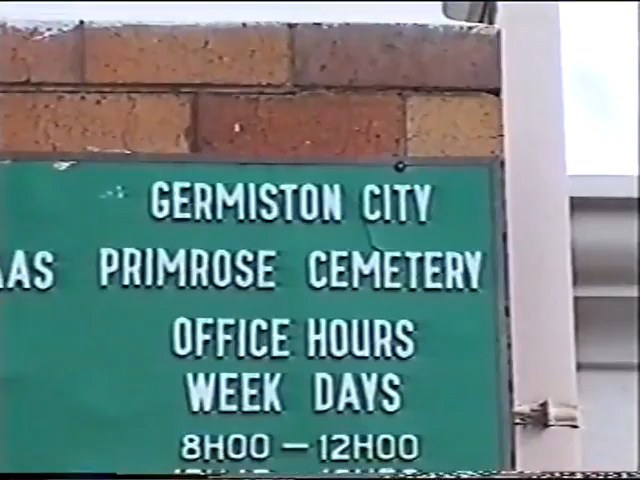 GERMISTON CITY
PRIMROSE CEMETERY
OFFICE HOURS
WEEK DAYS
8H00 — 12H00